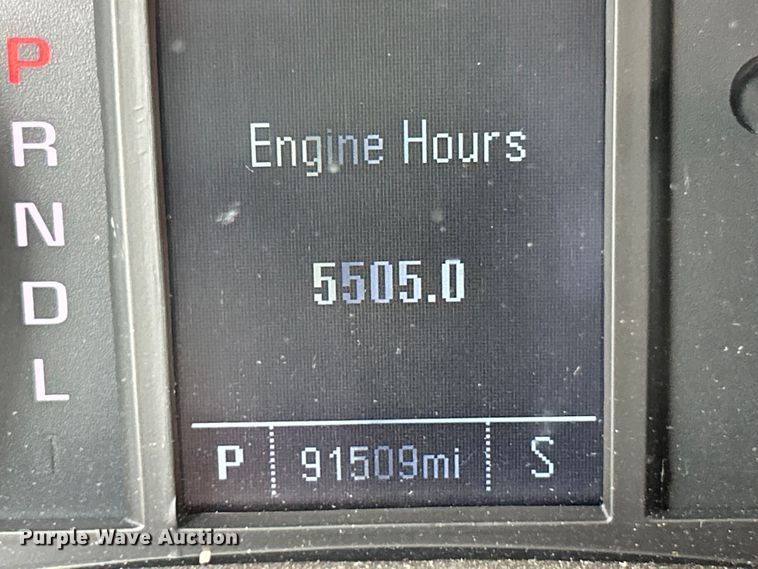 P
R
N
D
L
Engine Hours
5505.0
P 91509mi S
Purple Wave Auction